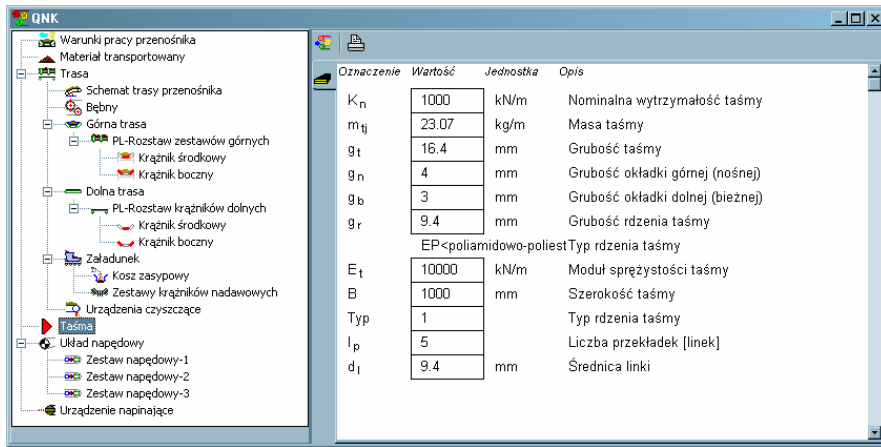 QNK
Warunki pracy przenośnika
Materiał transportowany
Trasa
Schemat trasy przenośnika
Bębny
Górna trasa
PL-Rozstaw zestawów górnych
Krążnik środkowy
Krążnik boczny
Dolna trasa
PL-Rozstaw krążników dolnych
Krążnik środkowy
Krążnik boczny
Załadunek
Kosz zasypowy
Zestawy krążników nadawowych
Urządzenia czyszczące
Taśma
Układ napędowy
Zestaw napędowy-1
Zestaw napędowy-2
Zestaw napędowy-3
Urządzenie napinające
Oznaczenie Wartość Jednostka Opis
Kn 1000 kN/m Nominalna wytrzymałość taśmy
mtj 23.07 kg/m Masa taśmy
gt 16.4 mm Grubość taśmy
gn 4 mm Grubość okładki górnej (nośnej)
gb 3 mm Grubość okładki dolnej (bieżnej)
gr 9.4 mm Grubość rdzenia taśmy
EP<poliamidowo-poliest Typ rdzenia taśmy
Et 10000 kN/m Moduł sprężystości taśmy
B 1000 mm Szerokość taśmy
Typ 1 Typ rdzenia taśmy
lp 5 Liczba przekładek [linek]
dl 9.4 mm Średnica linki